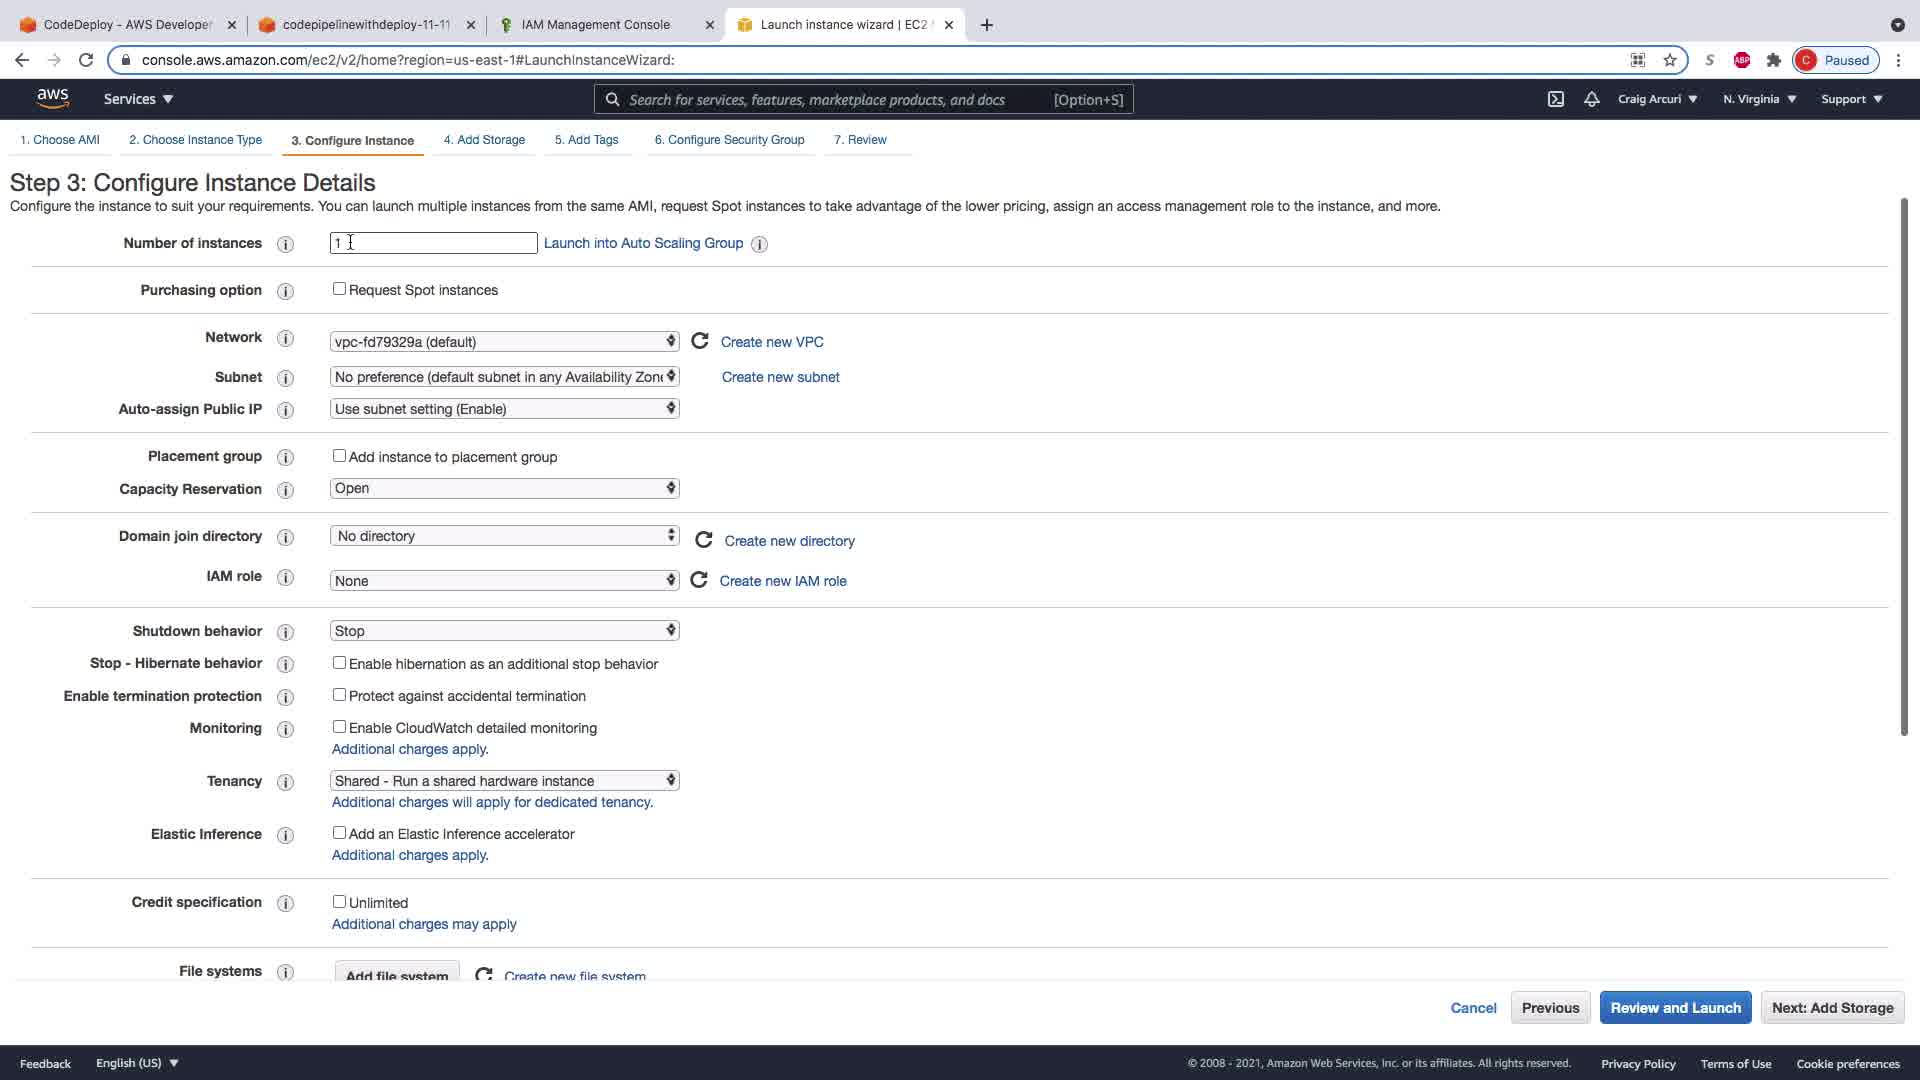 CodeDeploy - AWS Developer
codepipelinewithdeploy-11-11
IAM Management Console
Launch instance wizard | EC2
console.aws.amazon.com/ec2/v2/home?region=us-east-1#LaunchInstanceWizard:
S
ABP
C Paused
aws
Services
Search for services, features, marketplace products, and docs [Option+S]
Craig Arcuri
N. Virginia
Support
1. Choose AMI
2. Choose Instance Type
3. Configure Instance
4. Add Storage
5. Add Tags
6. Configure Security Group
7. Review
Step 3: Configure Instance Details
Configure the instance to suit your requirements. You can launch multiple instances from the same AMI, request Spot instances to take advantage of the lower pricing, assign an access management role to the instance, and more.
Number of instances i 1 Launch into Auto Scaling Group i
Purchasing option i Request Spot instances
Network i vpc-fd79329a (default) Create new VPC
Subnet i No preference (default subnet in any Availability Zone Create new subnet
Auto-assign Public IP i Use subnet setting (Enable)
Placement group i Add instance to placement group
Capacity Reservation i Open
Domain join directory i No directory Create new directory
IAM role i None Create new IAM role
Shutdown behavior i Stop
Stop - Hibernate behavior i Enable hibernation as an additional stop behavior
Enable termination protection i Protect against accidental termination
Monitoring i Enable CloudWatch detailed monitoring
Additional charges apply.
Tenancy i Shared - Run a shared hardware instance
Additional charges will apply for dedicated tenancy.
Elastic Inference i Add an Elastic Inference accelerator
Additional charges apply.
Credit specification i Unlimited
Additional charges may apply
File systems i Add file system Create new file system
Cancel
Previous
Review and Launch
Next: Add Storage
Feedback
English (US)
© 2008 - 2021, Amazon Web Services, Inc. or its affiliates. All rights reserved.
Privacy Policy
Terms of Use
Cookie preferences